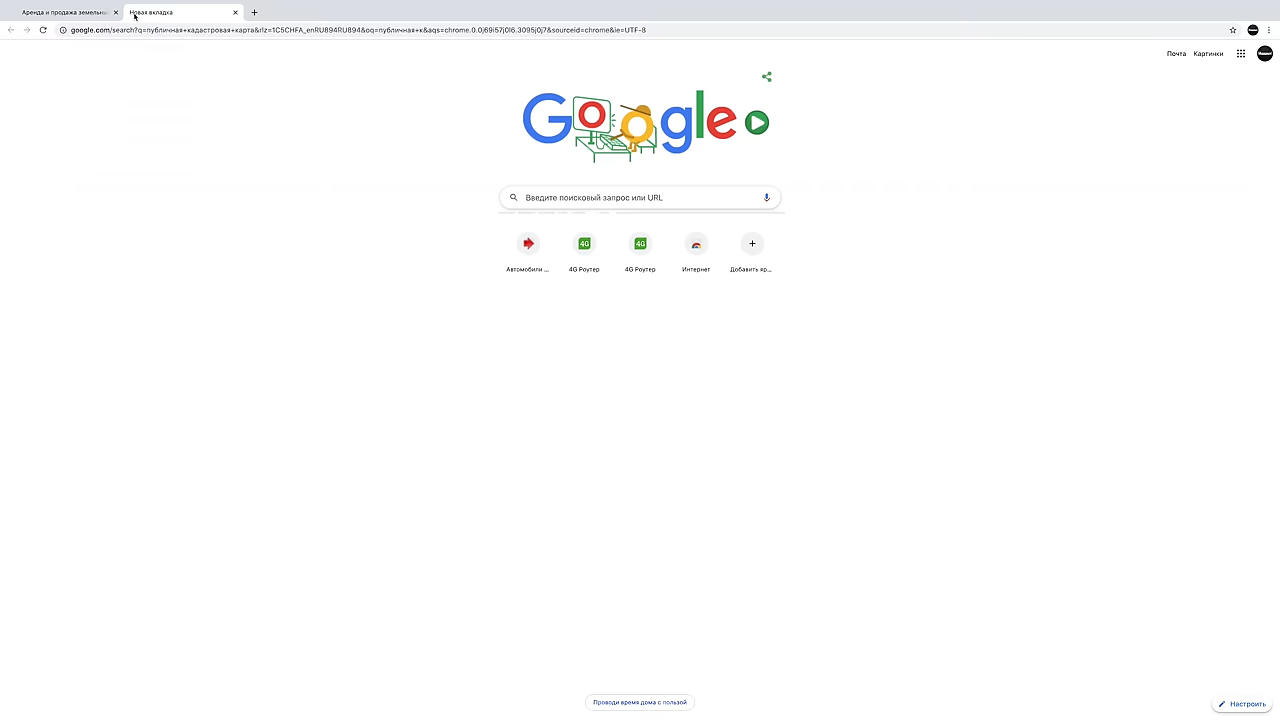 Аренда и продажа земельны
Новая вкладка
google.com/search?q=публичная+кадастровая+карта&rlz=1C5CHFA_enRU894RU894&oq=публичная+к&aqs=chrome.0.0j69i57j0l6.3095j0j7&sourceid=chrome&ie=UTF-8
Почта Картинки
Google
Введите поисковый запрос или URL
4G 4G
Автомобили ... 4G Роутер 4G Роутер Интернет Добавить яр...
Проводи время дома с пользой
Настроить